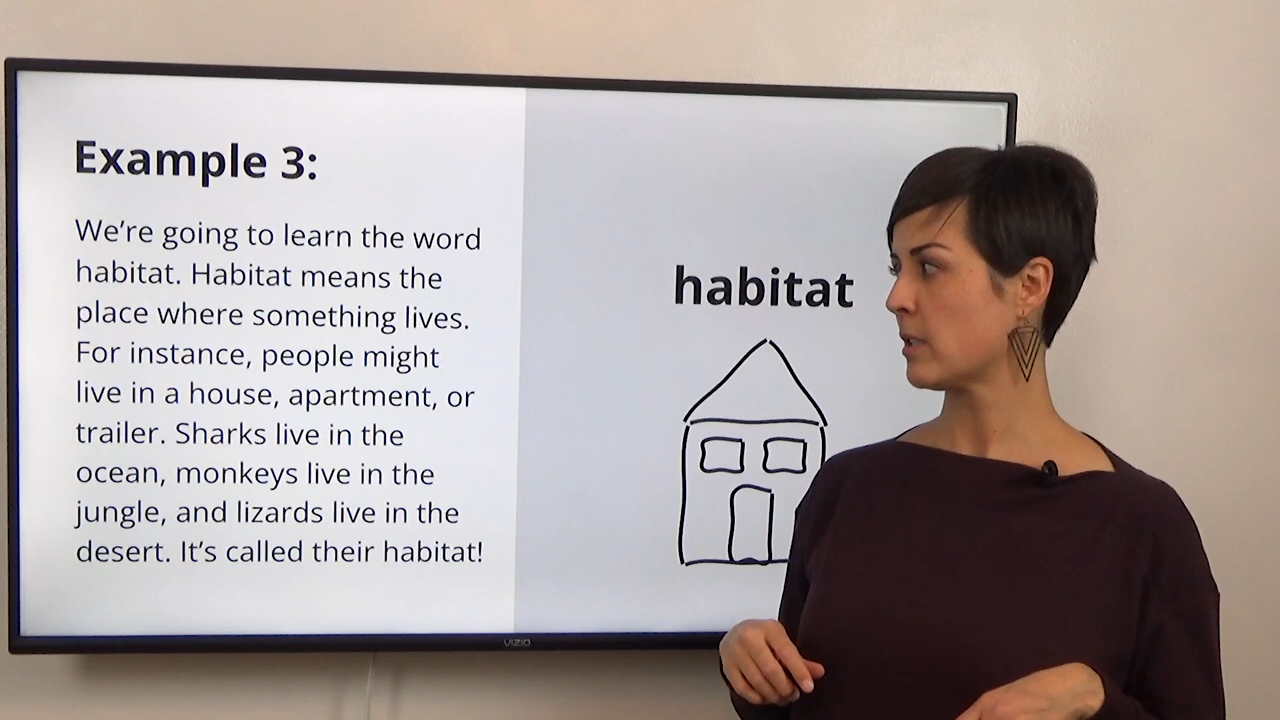 Example 3:
We’re going to learn the word
habitat. Habitat means the
place where something lives.
For instance, people might
live in a house, apartment, or
trailer. Sharks live in the
ocean, monkeys live in the
jungle, and lizards live in the
desert. It’s called their habitat!
habitat
VIZIO